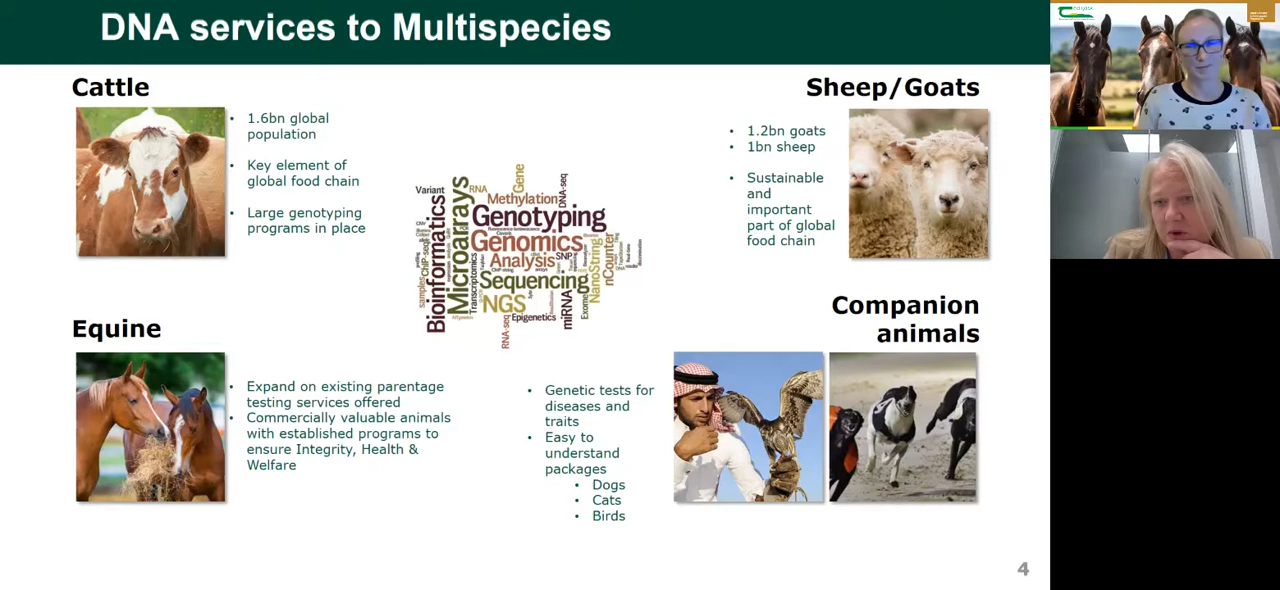 DNA services to Multispecies
Cattle
• 1.6bn global
population
• Key element of
global food chain
• Large genotyping
programs in place
Sheep/Goats
• 1.2bn goats
• 1bn sheep
• Sustainable
and
important
part of global
food chain
Variant
RNA
Gene
DNA-seq
Methylation
Bioinformatics
Microarrays
Genotyping
Genomics
Analysis
SNP
Sequencing
NGS
ChIP-seq
samples
Transcriptomics
RNA-seq
Epigenetics
miRNA
Exome
NanoString
nCounter
Equine
• Expand on existing parentage
testing services offered
• Commercially valuable animals
with established programs to
ensure Integrity, Health &
Welfare
Companion
animals
• Genetic tests for
diseases and
traits
• Easy to
understand
packages
• Dogs
• Cats
• Birds
4